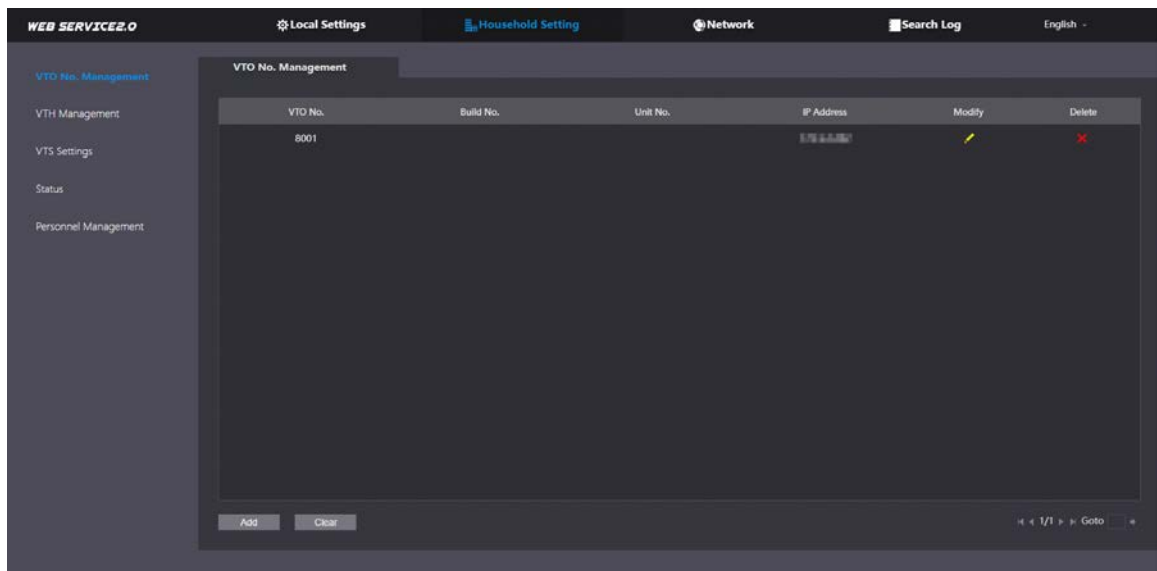 WEB SERVICE2.0 Local Settings Household Setting Network Search Log English
VTO No. Management
VTH Management
VTS Settings
Status
Personnel Management
VTO No. Management
VTO No. Build No. Unit No. IP Address Modify Delete
8001
Add Clear 1/1 Goto